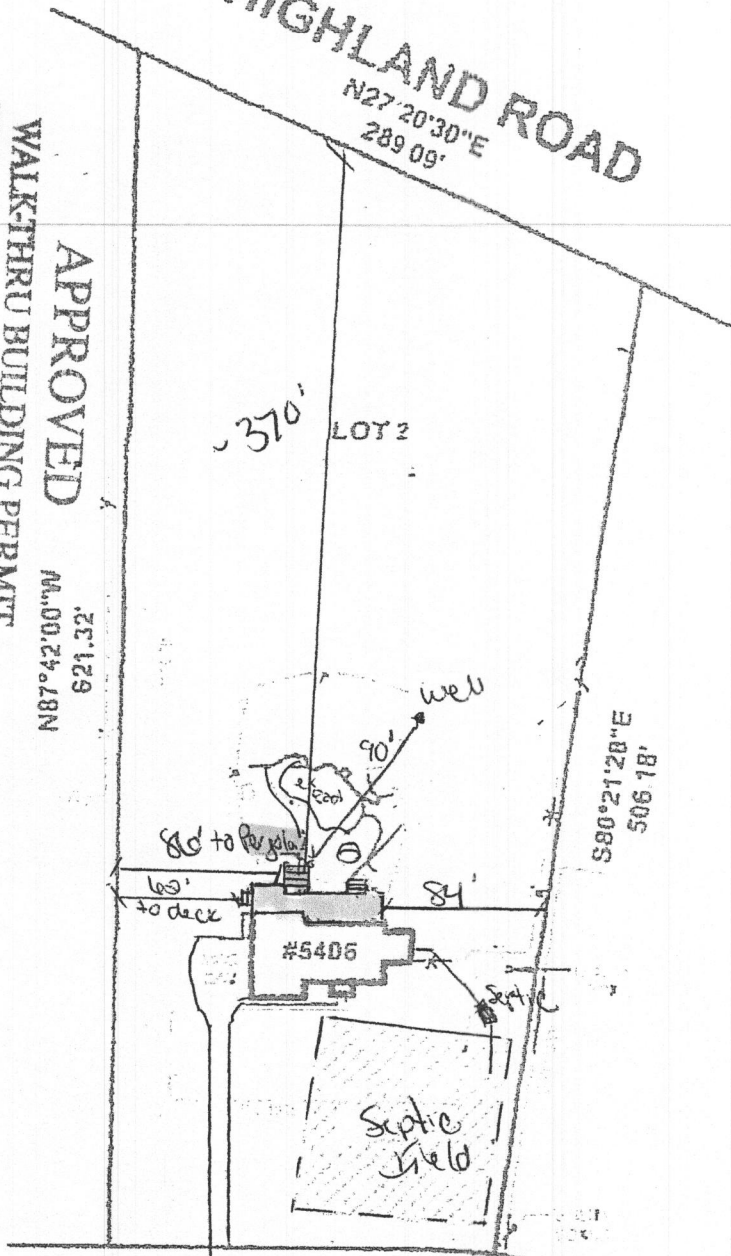 HIGHLAND ROAD
N27°20'30"E
289 09'
APPROVED
WALK-THRU BUILDING PERMIT
N87°42'00"W
621.32'
~ 370'
LOT 2
well
90'
86' to Pergola
60'
to deck
84'
#5406
S80°21'28"E
506 18'
Septic
Septic
Field